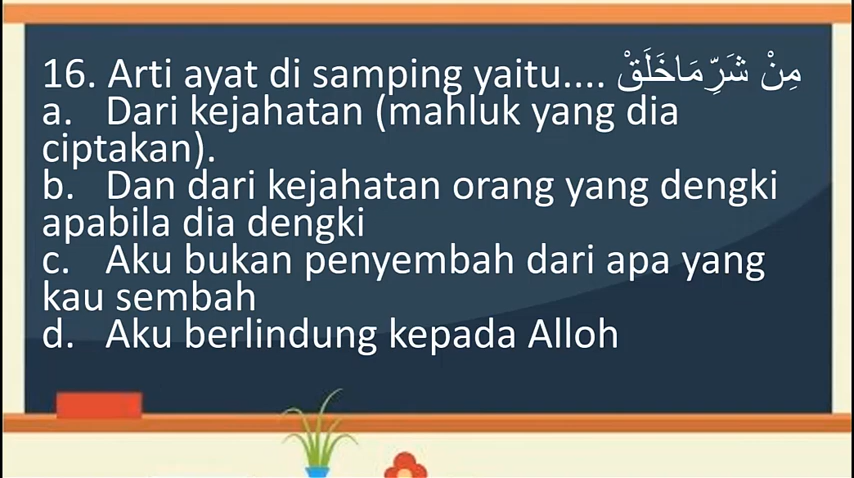 16. Arti ayat di samping yaitu.... مِنْ شَرِّ مَاخَلَقْ
a. Dari kejahatan (mahluk yang dia
ciptakan).
b. Dan dari kejahatan orang yang dengki
apabila dia dengki
c. Aku bukan penyembah dari apa yang
kau sembah
d. Aku berlindung kepada Alloh